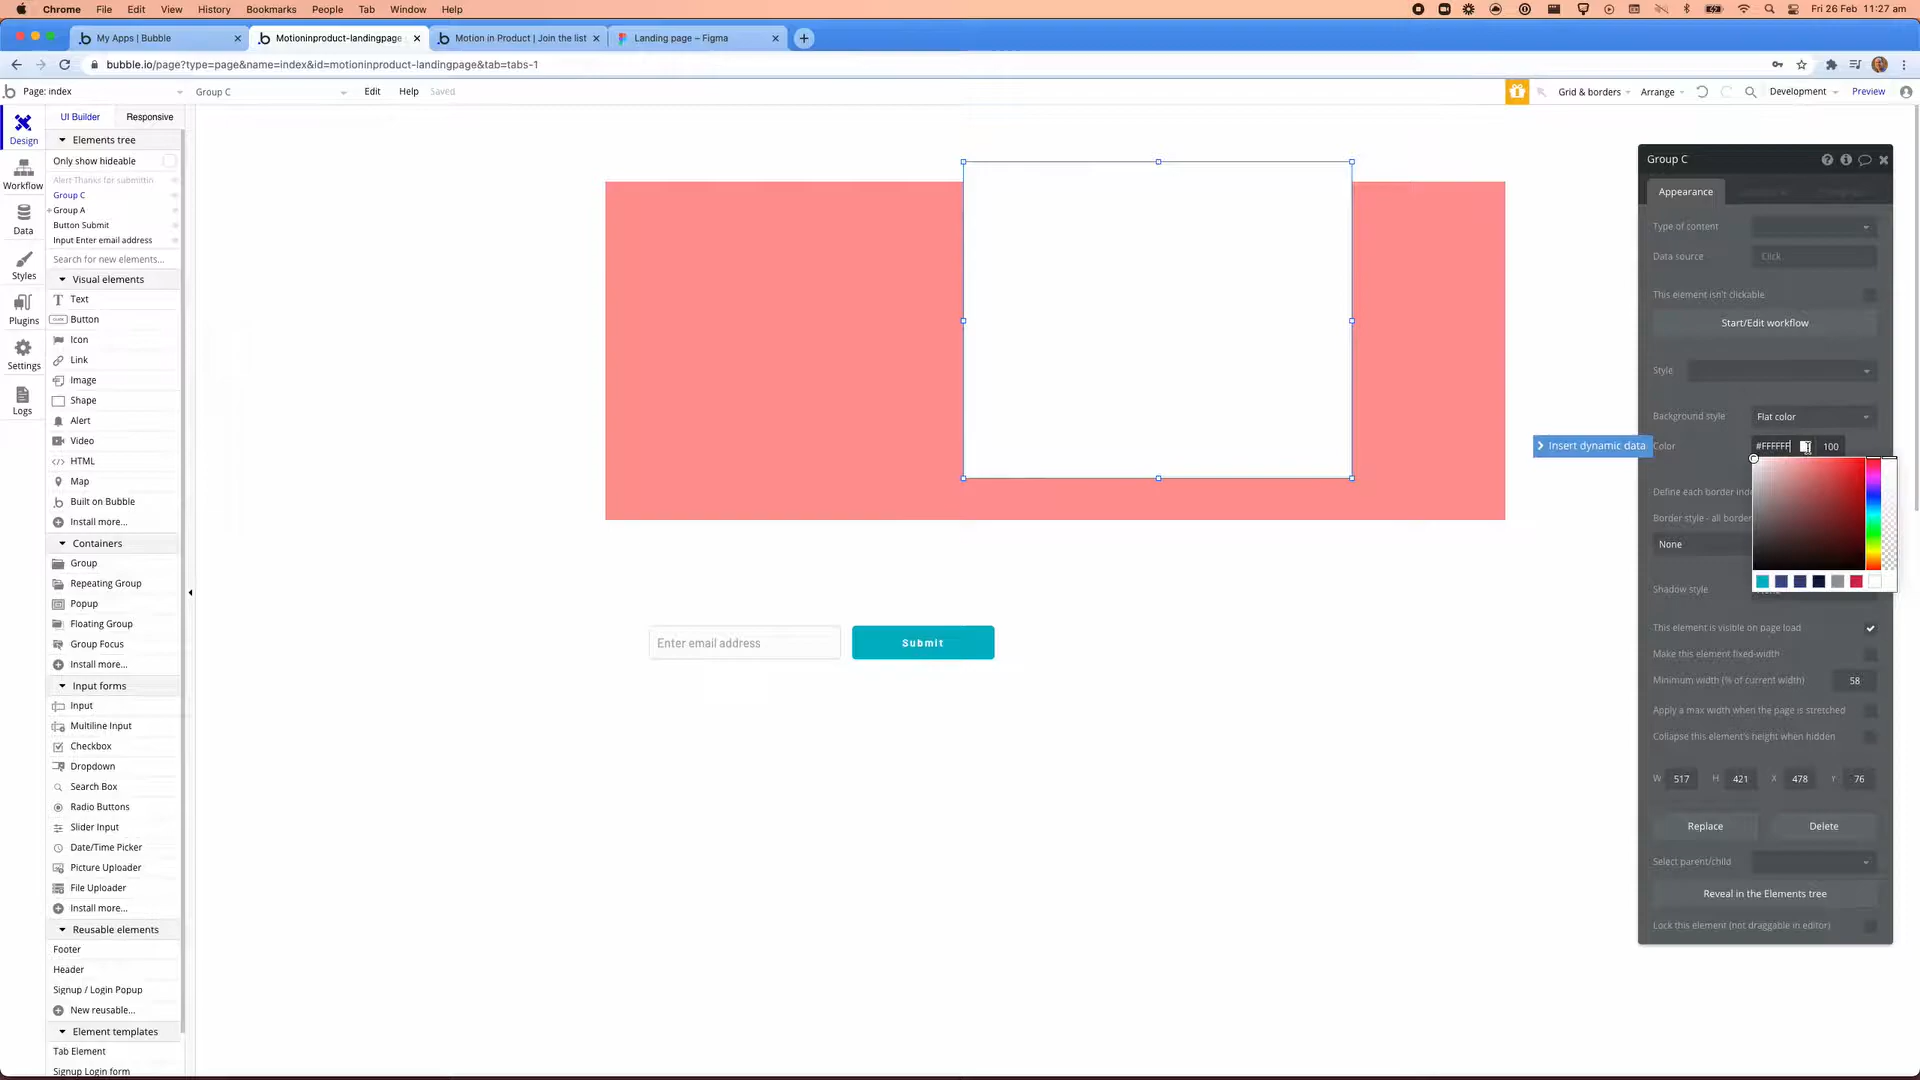 Chrome File Edit View History Bookmarks People Tab Window Help Fri 26 Feb 11:27 am
My Apps | Bubble
Motioninproduct-landingpage
Motion in Product | Join the list
Landing page – Figma
bubble.io/page?type=page&name=index&id=motioninproduct-landingpage&tab=tabs-1
Page: index
Group C
Edit
Help
Saved
Grid & borders
Arrange
Development
Preview
Design
Workflow
Data
Styles
Plugins
Settings
Logs
UI Builder
Responsive
Elements tree
Only show hideable
Alert Thanks for submittin
Group C
Group A
Button Submit
Input Enter email address
Search for new elements...
Visual elements
Text
Button
Icon
Link
Image
Shape
Alert
Video
HTML
Map
Built on Bubble
Install more...
Containers
Group
Repeating Group
Popup
Floating Group
Group Focus
Install more...
Input forms
Input
Multiline Input
Checkbox
Dropdown
Search Box
Radio Buttons
Slider Input
Date/Time Picker
Picture Uploader
File Uploader
Install more...
Reusable elements
Footer
Header
Signup / Login Popup
New reusable...
Element templates
Tab Element
Signup Login form
Enter email address
Submit
Insert dynamic data
Group C
Appearance
Type of content
Data source
Click
This element isn't clickable
Start/Edit workflow
Style
Background style
Flat color
Color
#FFFFFF
100
Define each border inde
Border style - all border
None
Shadow style
This element is visible on page load
Make this element fixed-width
Minimum width (% of current width)
58
Apply a max width when the page is stretched
Collapse this element's height when hidden
W 517 H 421 X 478 Y 76
Replace
Delete
Select parent/child
Reveal in the Elements tree
Lock this element (not draggable in editor)